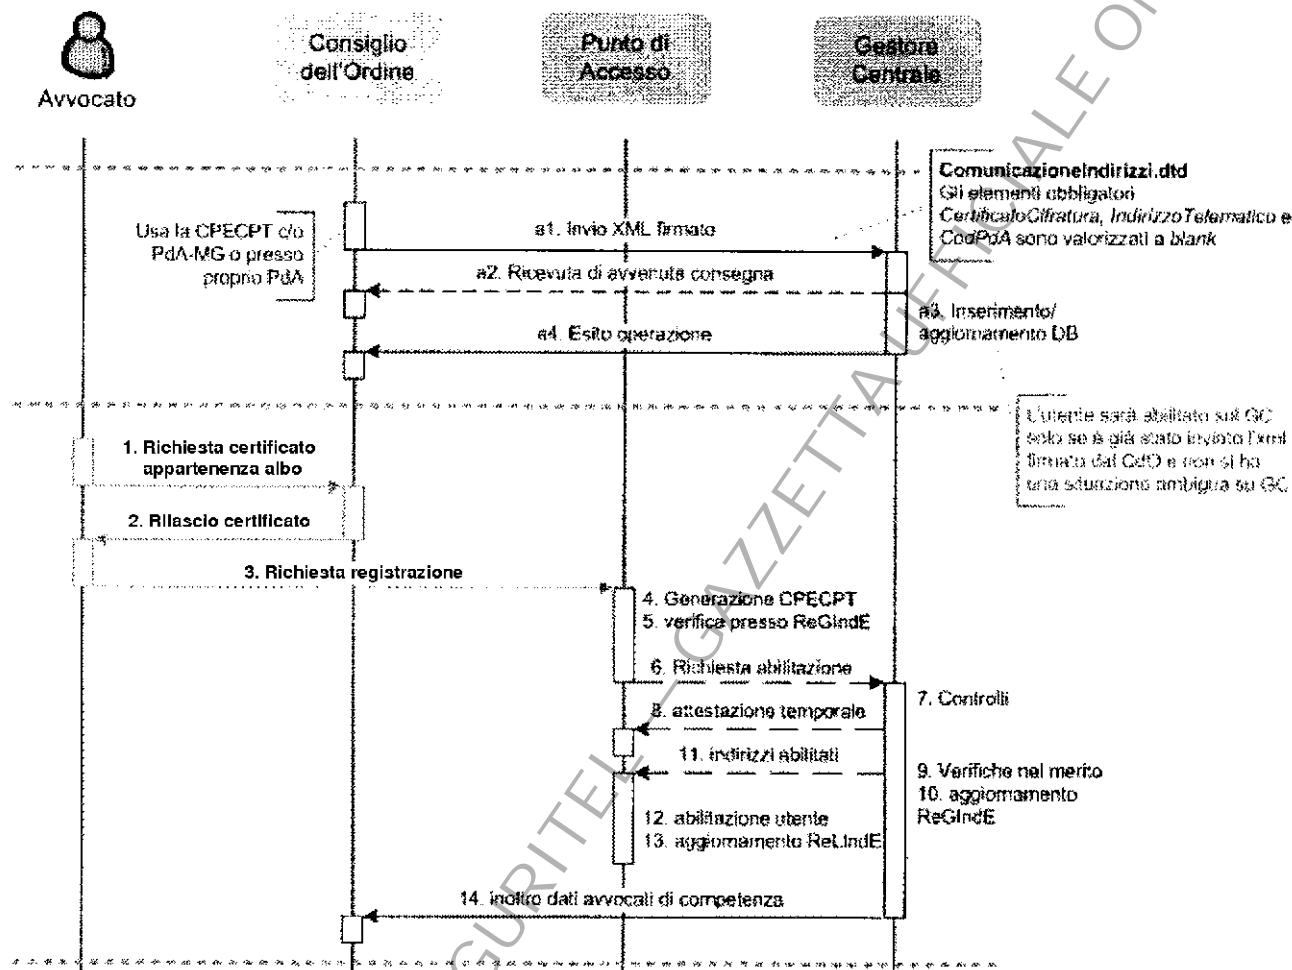 Avvocato
Consiglio
dell'Ordine
Punto di
Accesso
Gestore
Centrale
ComunicazioneIndirizzi.dtd
Gli elementi obbligatori
CertificatoCifratura, IndirizzoTelematico e
CodPdA sono valorizzati a blank
Usa la CPECPT c/o
PdA-MG o presso
proprio PdA
a1. Invio XML firmato
a2. Ricevuta di avvenuta consegna
a3. Inserimento/
aggiornamento DB
a4. Esito operazione
L'utente sarà abilitato sul GC
solo se è già stato inviato l'xml
firmato dal CdO e non si ha
una situazione ambigua su GC
1. Richiesta certificato
appartenenza albo
2. Rilascio certificato
3. Richiesta registrazione
4. Generazione CPECPT
5. verifica presso ReGIndE
6. Richiesta abilitazione
7. Controlli
8. attestazione temporale
11. indirizzi abilitati
9. Verifiche nel merito
10. aggiornamento
ReGIndE
12. abilitazione utente
13. aggiornamento ReLIndE
14. inoltro dati avvocati di competenza
GURITEL — GAZZETTA UFFICIALE